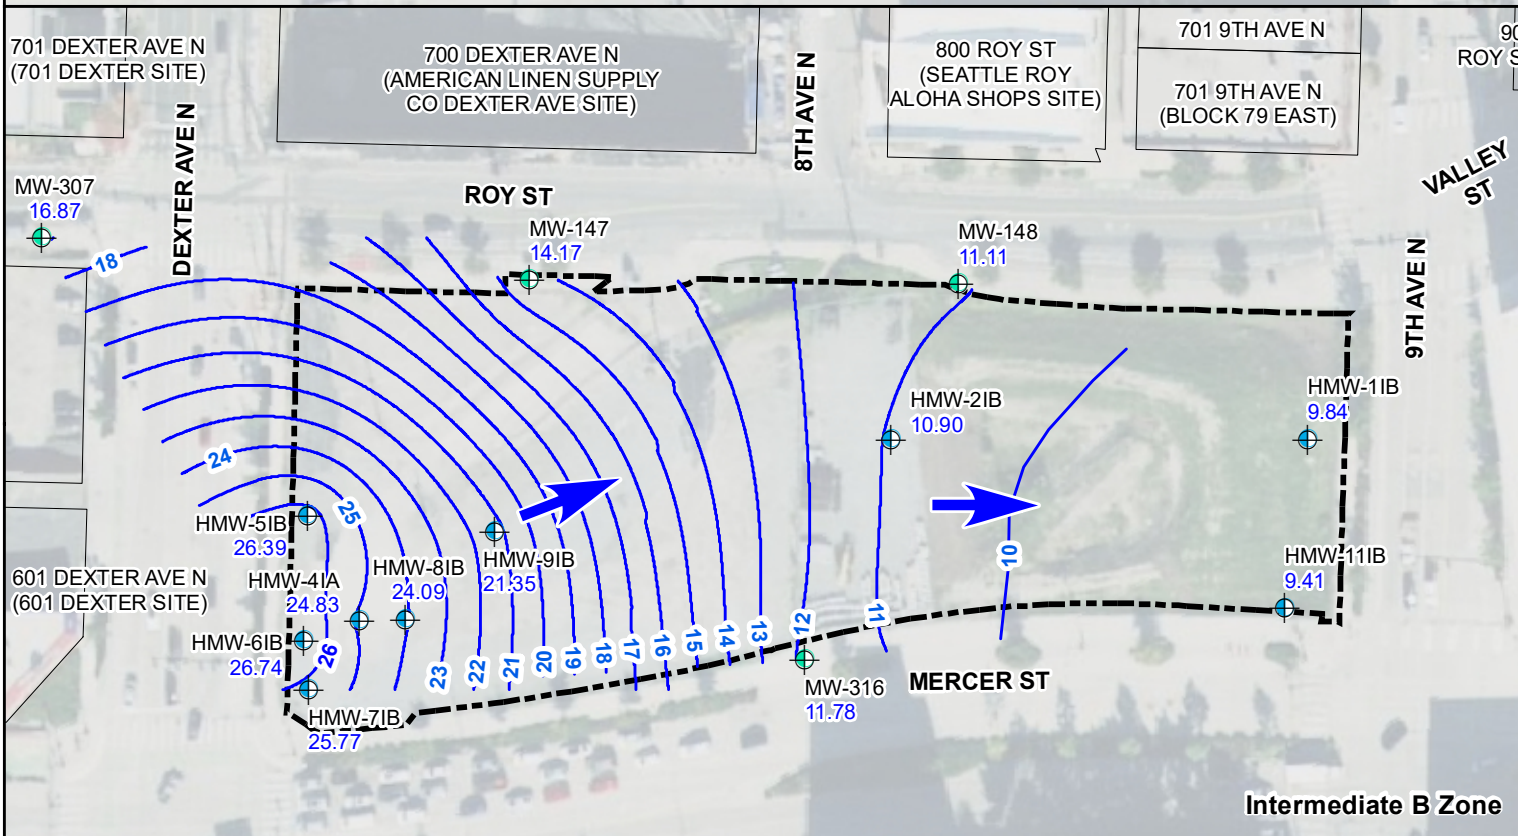 701 DEXTER AVE N
(701 DEXTER SITE)
700 DEXTER AVE N
(AMERICAN LINEN SUPPLY
CO DEXTER AVE SITE)
800 ROY ST
(SEATTLE ROY
ALOHA SHOPS SITE)
701 9TH AVE N
701 9TH AVE N
(BLOCK 79 EAST)
90
ROY S
DEXTER AVE N
8TH AVE N
VALLEY
ST
9TH AVE N
ROY ST
MW-307
16.87
MW-147
14.17
MW-148
11.11
18
24
25
HMW-2IB
10.90
HMW-1IB
9.84
HMW-5IB
26.39
HMW-9IB
21.35
HMW-8IB
24.09
HMW-4IA
24.83
HMW-11IB
9.41
601 DEXTER AVE N
(601 DEXTER SITE)
HMW-6IB
26.74
26
23
22
21
20
19
18
17
16
15
14
13
12
11
10
HMW-7IB
25.77
MW-316
11.78
MERCER ST
Intermediate B Zone